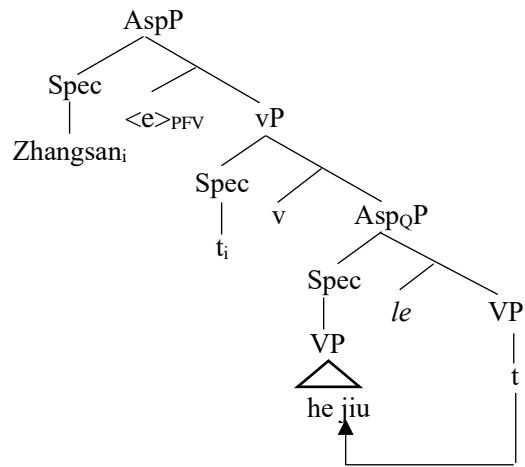 AspP
Spec
<e>PFV
vP
Zhangsani
Spec
v
AspQP
ti
Spec
le
VP
VP
t
he jiu